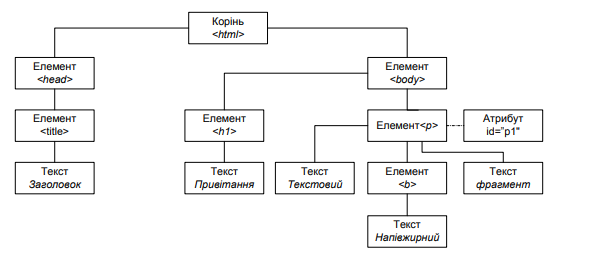 Корінь
<html>
Елемент
<head>
Елемент
<body>
Елемент
<title>
Елемент
<h1>
Елемент<p>
Атрибут
id="p1"
Текст
Заголовок
Текст
Привітання
Текст
Текстовий
Елемент
<b>
Текст
фрагмент
Текст
Напівжирний